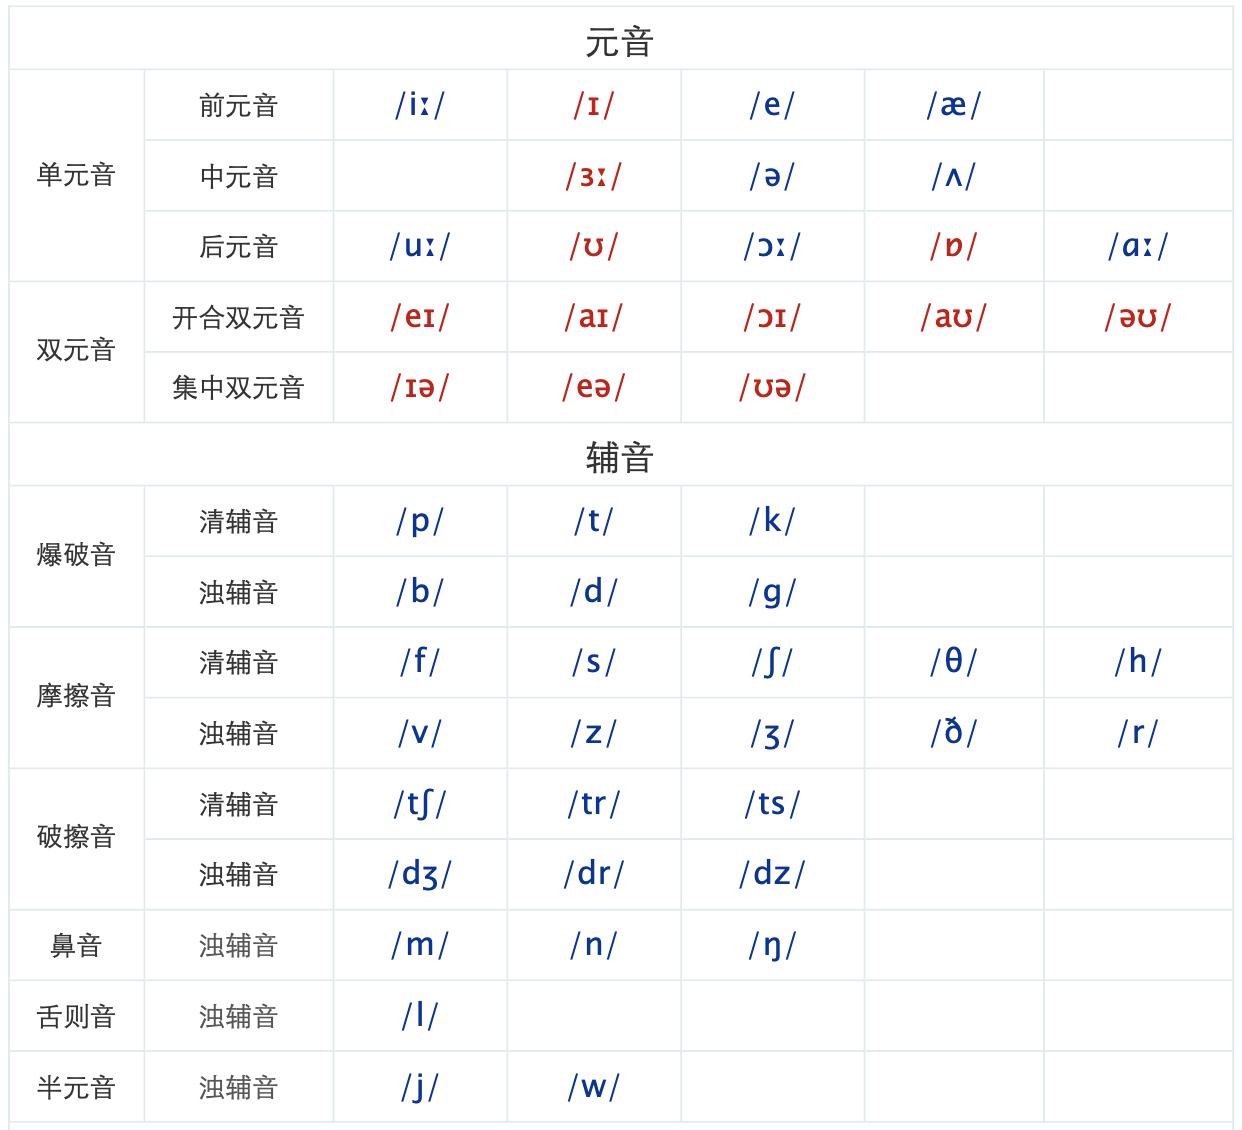 元音
单元音 前元音 /iː/ /ɪ/ /e/ /æ/
中元音 /ɜː/ /ə/ /ʌ/
后元音 /uː/ /ʊ/ /ɔː/ /ɒ/ /ɑː/
双元音 开合双元音 /eɪ/ /aɪ/ /ɔɪ/ /aʊ/ /əʊ/
集中双元音 /ɪə/ /eə/ /ʊə/
辅音
爆破音 清辅音 /p/ /t/ /k/
浊辅音 /b/ /d/ /g/
摩擦音 清辅音 /f/ /s/ /ʃ/ /θ/ /h/
浊辅音 /v/ /z/ /ʒ/ /ð/ /r/
破擦音 清辅音 /tʃ/ /tr/ /ts/
浊辅音 /dʒ/ /dr/ /dz/
鼻音 浊辅音 /m/ /n/ /ŋ/
舌则音 浊辅音 /l/
半元音 浊辅音 /j/ /w/